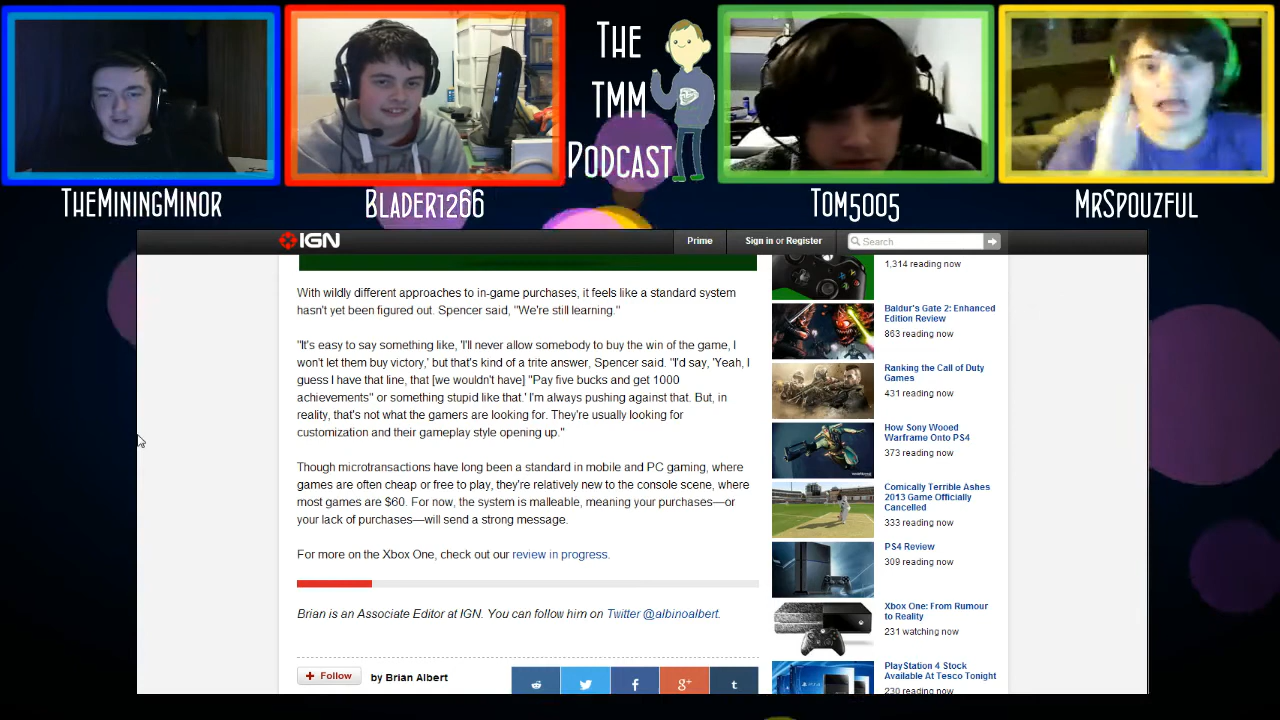 The
TMM
Podcast
TheMiningMinor
Blader1266
Tom5005
MrSpouzful
IGN
Prime
Sign in or Register
Search
With wildly different approaches to in-game purchases, it feels like a standard system
hasn't yet been figured out. Spencer said, "We're still learning."
"It's easy to say something like, 'I'll never allow somebody to buy the win of the game, I
won't let them buy victory,' but that's kind of a trite answer, Spencer said. "I'd say, 'Yeah, I
guess I have that line, that [we wouldn't have] "Pay five bucks and get 1000
achievements" or something stupid like that.' I'm always pushing against that. But, in
reality, that's not what the gamers are looking for. They're usually looking for
customization and their gameplay style opening up."
Though microtransactions have long been a standard in mobile and PC gaming, where
games are often cheap or free to play, they're relatively new to the console scene, where
most games are $60. For now, the system is malleable, meaning your purchases—or
your lack of purchases—will send a strong message.
For more on the Xbox One, check out our review in progress.
Brian is an Associate Editor at IGN. You can follow him on Twitter @albinoalbert.
+ Follow
by Brian Albert
f
g+
t
1,314 reading now
Baldur's Gate 2: Enhanced
Edition Review
863 reading now
Ranking the Call of Duty
Games
431 reading now
How Sony Wooed
Warframe Onto PS4
373 reading now
Comically Terrible Ashes
2013 Game Officially
Cancelled
333 reading now
PS4 Review
309 reading now
Xbox One: From Rumour
to Reality
231 watching now
PlayStation 4 Stock
Available At Tesco Tonight
230 reading now